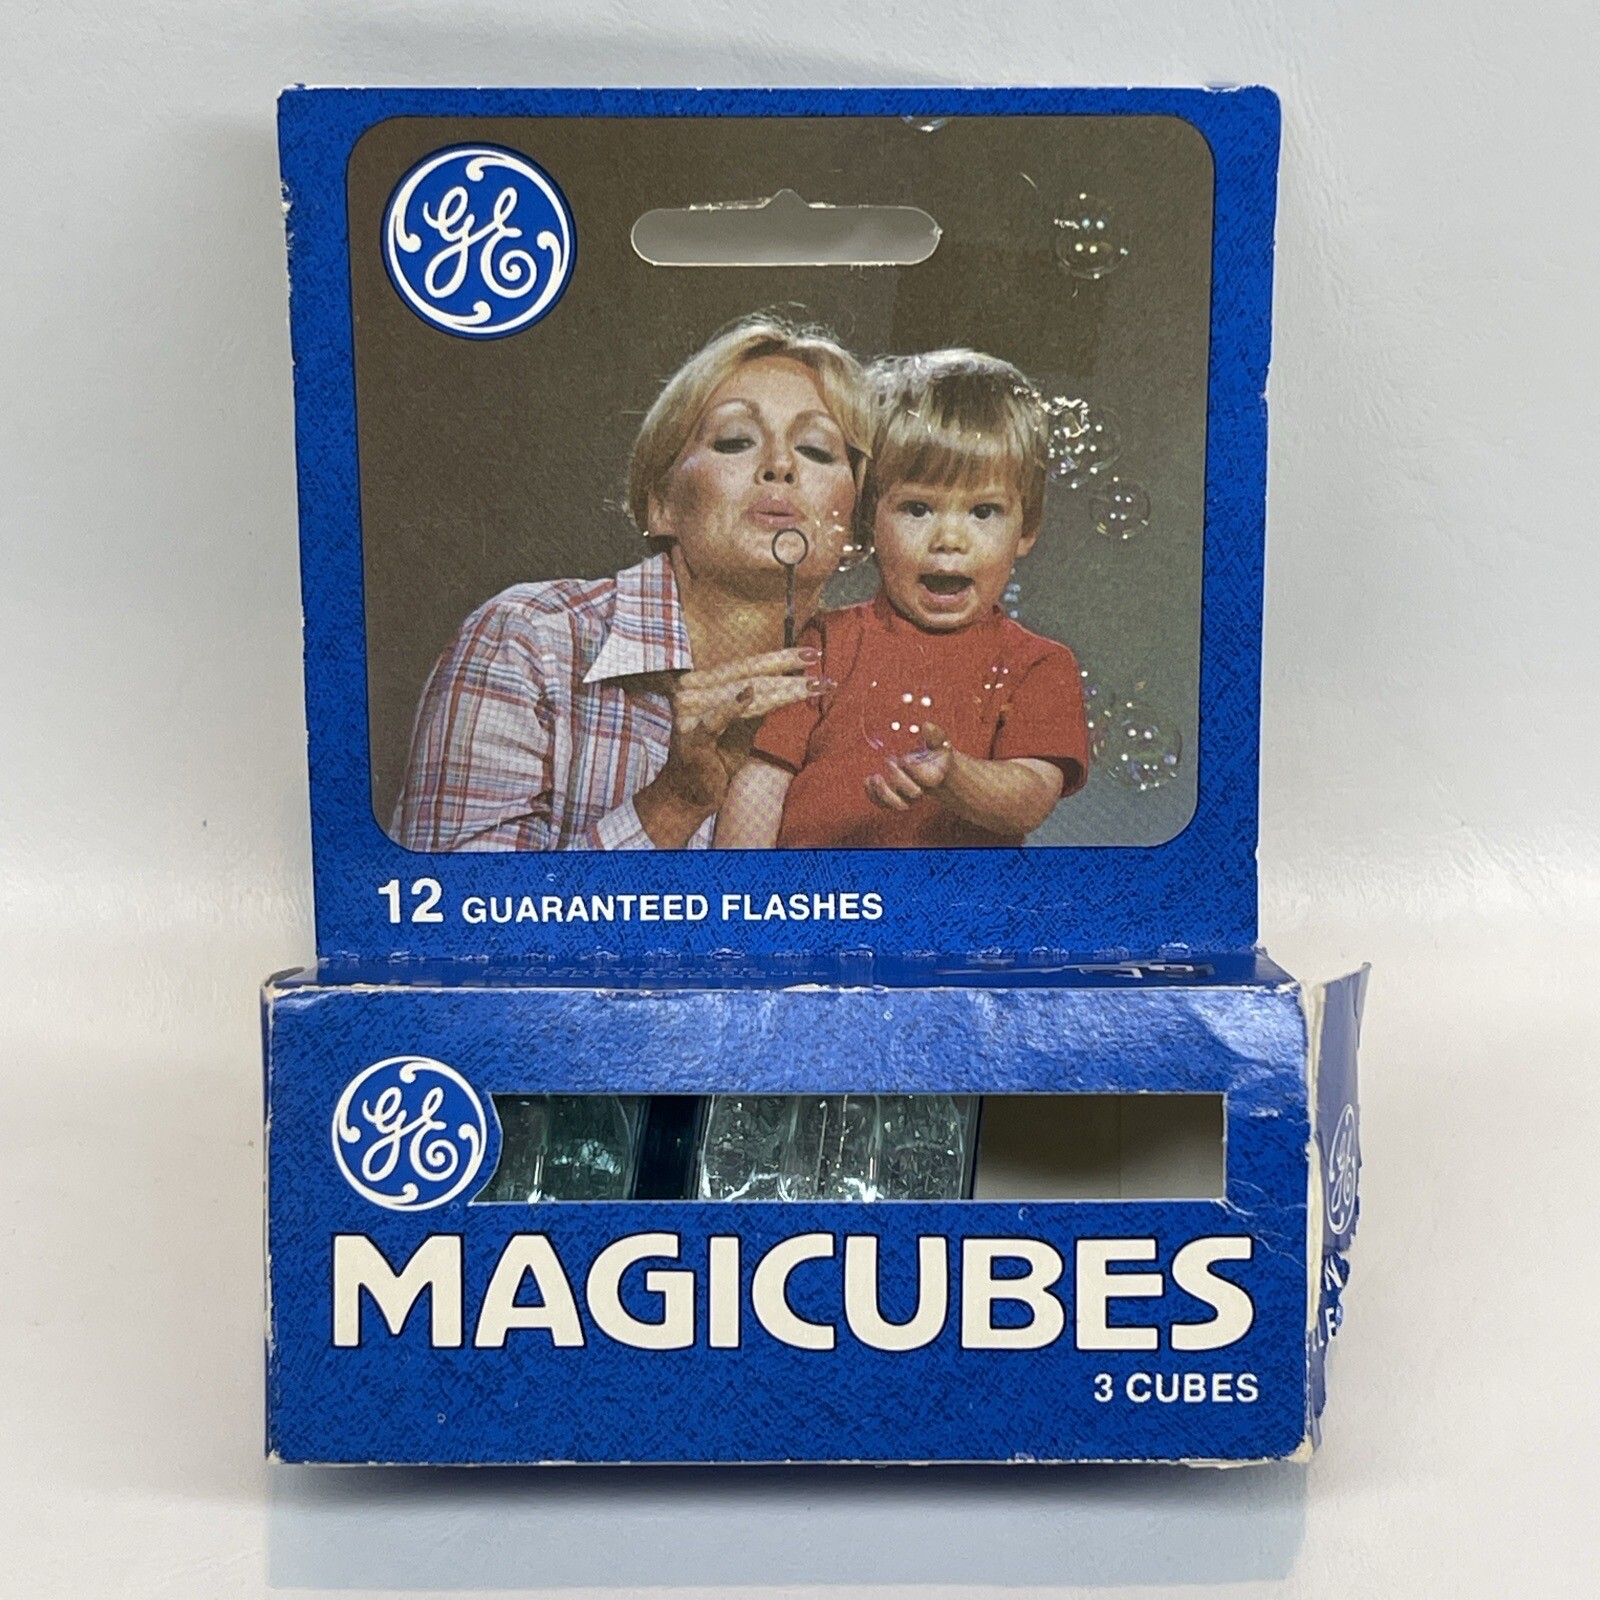 GE
12 GUARANTEED FLASHES
GE
MAGICUBES
3 CUBES